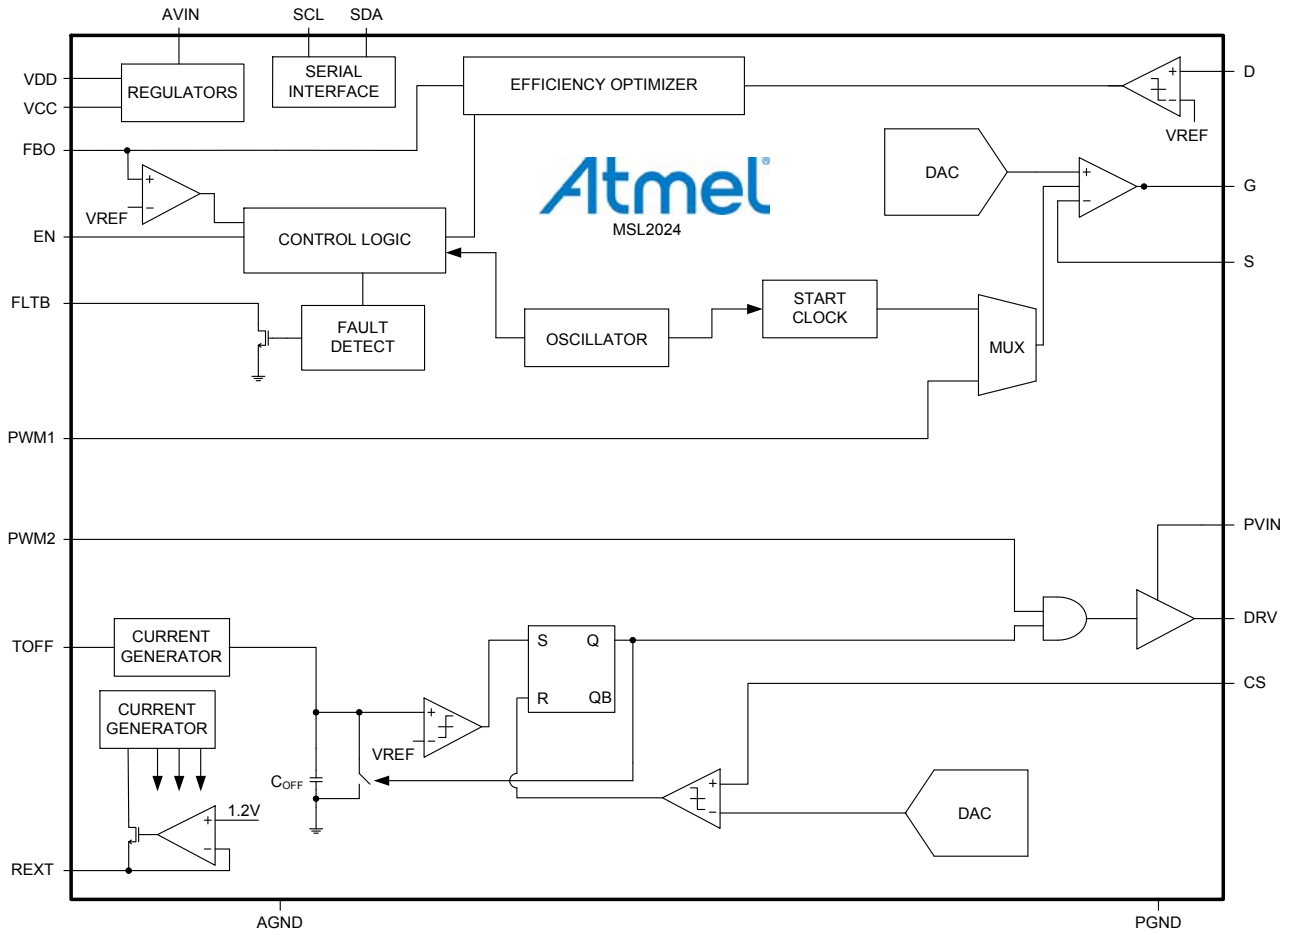 AVIN
SCL
SDA
VDD
VCC
REGULATORS
SERIAL
INTERFACE
EFFICIENCY OPTIMIZER
+
−
VREF
D
FBO
+
−
VREF
Atmel®
MSL2024
DAC
+
−
G
EN
CONTROL LOGIC
S
FLTB
FAULT
DETECT
OSCILLATOR
START
CLOCK
MUX
PWM1
PWM2
PVIN
DRV
TOFF
CURRENT
GENERATOR
S
Q
R
QB
CS
CURRENT
GENERATOR
+
−
VREF
COFF
+
−
DAC
1.2V
+
−
REXT
AGND
PGND